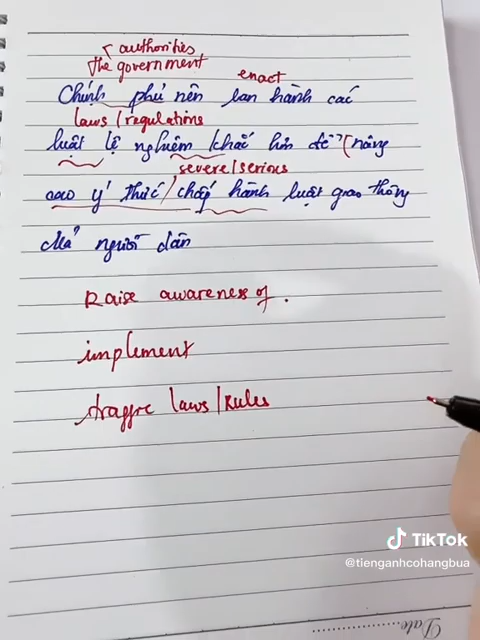 authorities
the government
enact
Chính phủ nên ban hành các
laws / regulations
luật lệ nghiêm khắc hơn để (nâng
severe/serious
cao ý thức / chấp hành luật giao thông
của người dân
Raise awareness of.
implement
traffic laws / Rules
TikTok
@tienganhcohangbua
Date